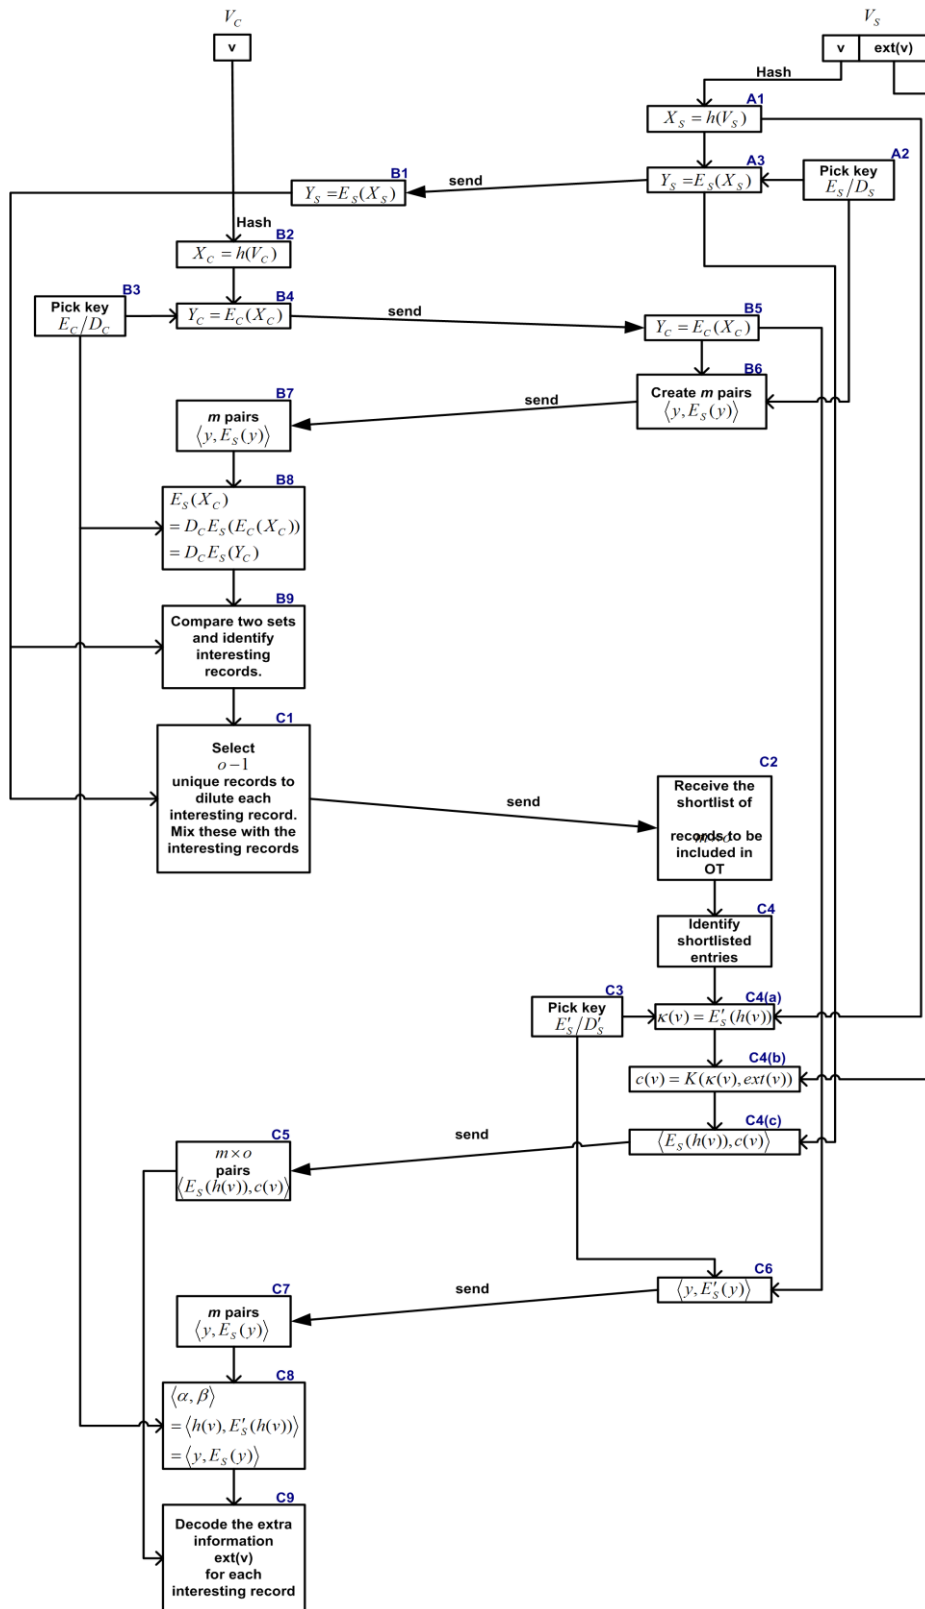 V_C
v
V_S
v ext(v)
Hash
A1
X_S = h(V_S)
A3
Y_S = E_S(X_S)
A2
Pick key
E_S/D_S
send
B1
Y_S = E_S(X_S)
Hash
B2
X_C = h(V_C)
B3
Pick key
E_C/D_C
B4
Y_C = E_C(X_C)
send
B5
Y_C = E_C(X_C)
B6
Create m pairs
⟨y, E_S(y)⟩
send
B7
m pairs
⟨y, E_S(y)⟩
B8
E_S(X_C)
= D_C E_S(E_C(X_C))
= D_C E_S(Y_C)
B9
Compare two sets
and identify
interesting
records.
C1
Select
o−1
unique records to
dilute each
interesting record.
Mix these with the
interesting records
send
C2
Receive the
shortlist of
records to be
included in
OT
C4
Identify
shortlisted
entries
C3
Pick key
E′_S/D′_S
C4(a)
κ(v) = E′_S(h(v))
C4(b)
c(v) = K(κ(v), ext(v))
C4(c)
⟨E_S(h(v)), c(v)⟩
send
C5
m×o
pairs
⟨E_S(h(v)), c(v)⟩
C6
⟨y, E′_S(y)⟩
send
C7
m pairs
⟨y, E_S(y)⟩
C8
⟨α, β⟩
= ⟨h(v), E′_S(h(v))⟩
= ⟨y, E_S(y)⟩
C9
Decode the extra
information
ext(v)
for each
interesting record